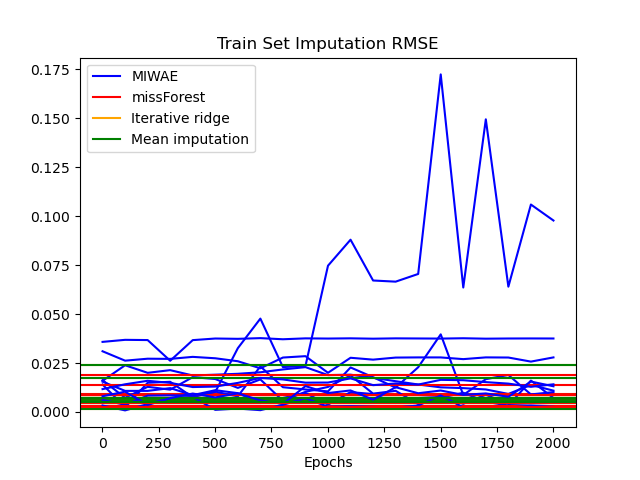 Train Set Imputation RMSE
MIWAE
missForest
Iterative ridge
Mean imputation
0.175
0.150
0.125
0.100
0.075
0.050
0.025
0.000
0 250 500 750 1000 1250 1500 1750 2000
Epochs